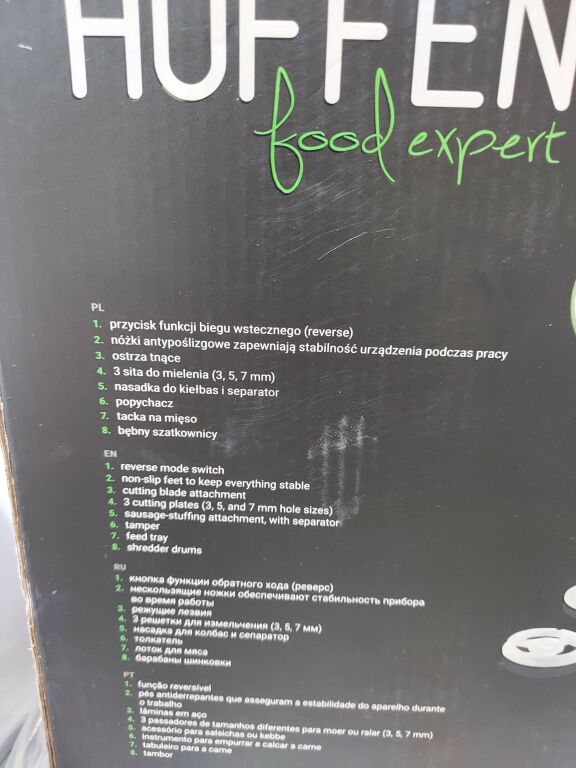 HOFFEN
food expert
PL
1. przycisk funkcji biegu wstecznego (reverse)
2. nóżki antypoślizgowe zapewniają stabilność urządzenia podczas pracy
3. ostrza tnące
4. 3 sita do mielenia (3, 5, 7 mm)
5. nasadka do kiełbas i separator
6. popychacz
7. tacka na mięso
8. bębny szatkownicy
EN
1. reverse mode switch
2. non-slip feet to keep everything stable
3. cutting blade attachment
4. 3 cutting plates (3, 5, and 7 mm hole sizes)
5. sausage-stuffing attachment, with separator
6. tamper
7. feed tray
8. shredder drums
RU
1. кнопка функции обратного хода (реверс)
2. нескользящие ножки обеспечивают стабильность прибора
во время работы
3. режущие лезвия
4. 3 решетки для измельчения (3, 5, 7 мм)
5. насадка для колбас и сепаратор
6. толкатель
7. лоток для мяса
8. барабаны шинковки
PT
1. função reversível
2. pés antiderrepantes que asseguram a estabilidade do aparelho durante
o trabalho
3. lâminas em aço
4. 3 passadores de tamanhos diferentes para moer ou ralar (3, 5, 7 mm)
5. acessório para salsichas ou kebbe
6. instrumento para empurrar e calcar a carne
7. tabuleiro para a carne
8. tambor